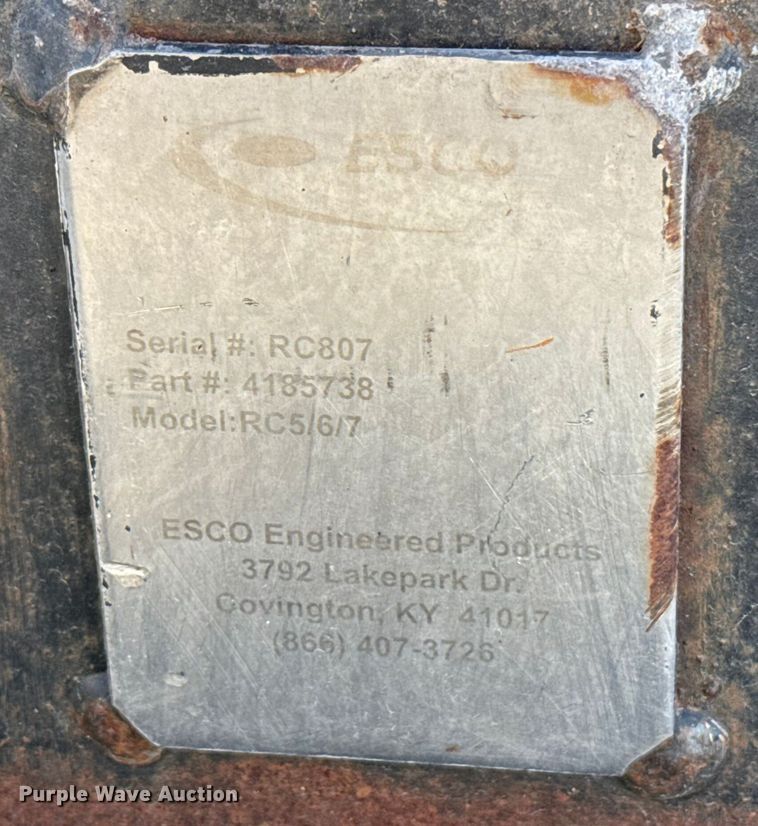 ESCO
Serial #: RC807
Part #: 4185738
Model:RC5/6/7
ESCO Engineered Products
3792 Lakepark Dr.
Covington, KY 41017
(866) 407-3726
Purple Wave Auction